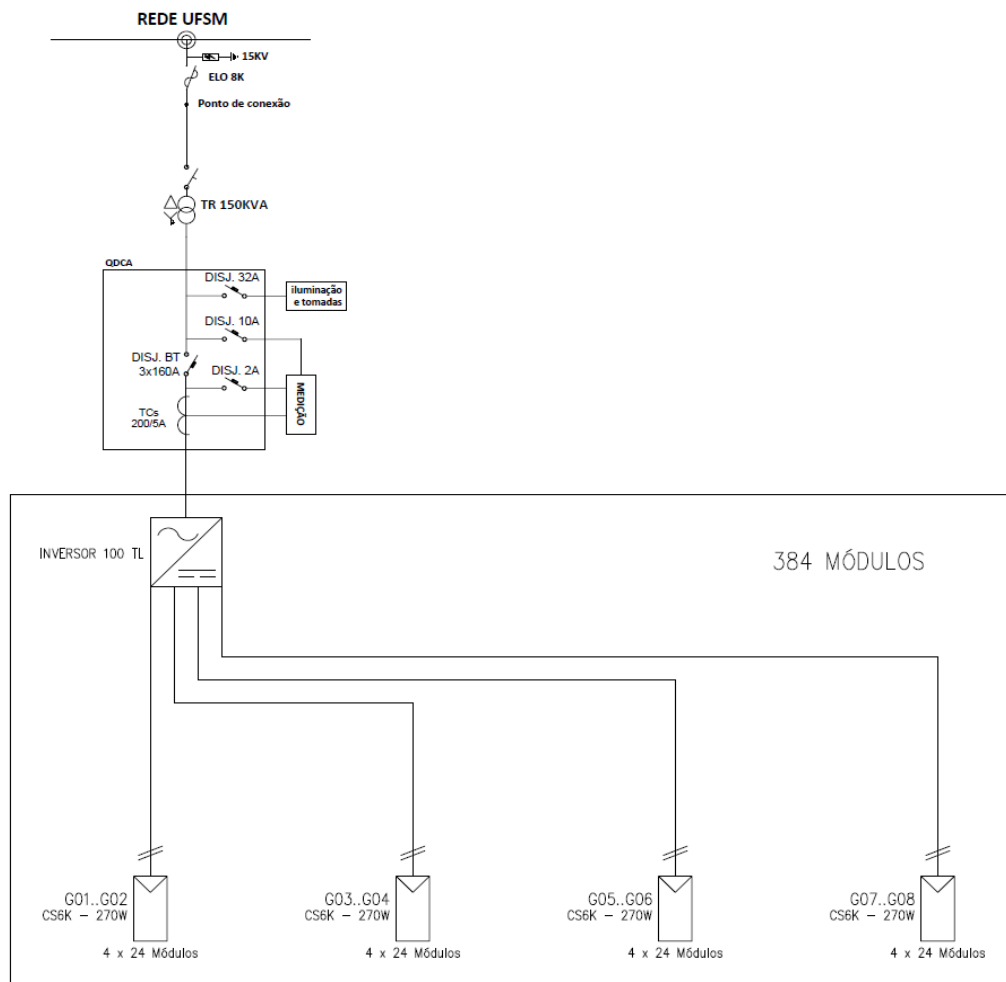 REDE UFSM
15KV
ELO 8K
Ponto de conexão
TR 150KVA
QDCA
DISJ. 32A
iluminação
e tomadas
DISJ. 10A
DISJ. BT
3x160A
DISJ. 2A
MEDIÇÃO
TCs
200/5A
INVERSOR 100 TL
384 MÓDULOS
G01..G02
CS6K - 270W
4 x 24 Módulos
G03..G04
CS6K - 270W
4 x 24 Módulos
G05..G06
CS6K - 270W
4 x 24 Módulos
G07..G08
CS6K - 270W
4 x 24 Módulos